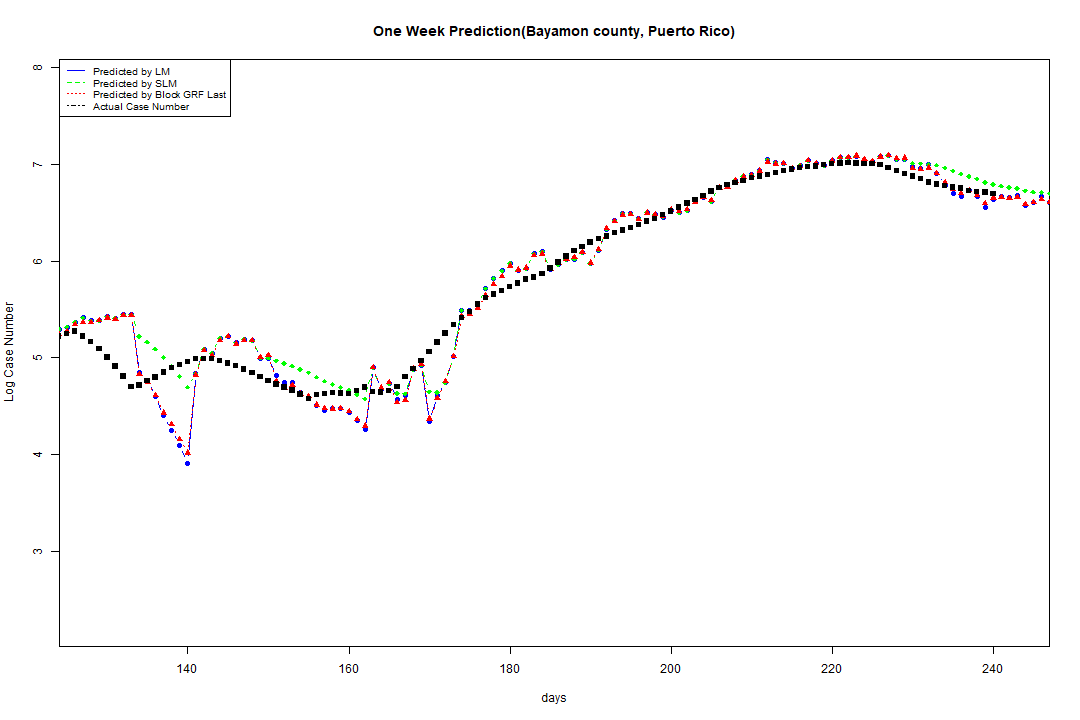 One Week Prediction(Bayamon county, Puerto Rico)
8
Predicted by LM
Predicted by SLM
Predicted by Block GRF Last
Actual Case Number
7
6
5
4
3
Log Case Number
140 160 180 200 220 240
days